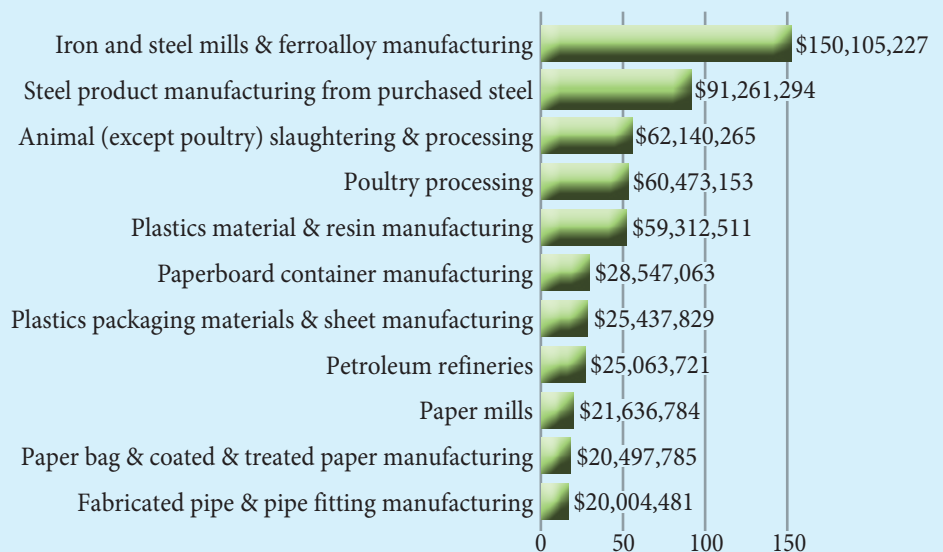 Iron and steel mills & ferroalloy manufacturing $150,105,227
Steel product manufacturing from purchased steel $91,261,294
Animal (except poultry) slaughtering & processing $62,140,265
Poultry processing $60,473,153
Plastics material & resin manufacturing $59,312,511
Paperboard container manufacturing $28,547,063
Plastics packaging materials & sheet manufacturing $25,437,829
Petroleum refineries $25,063,721
Paper mills $21,636,784
Paper bag & coated & treated paper manufacturing $20,497,785
Fabricated pipe & pipe fitting manufacturing $20,004,481
0 50 100 150